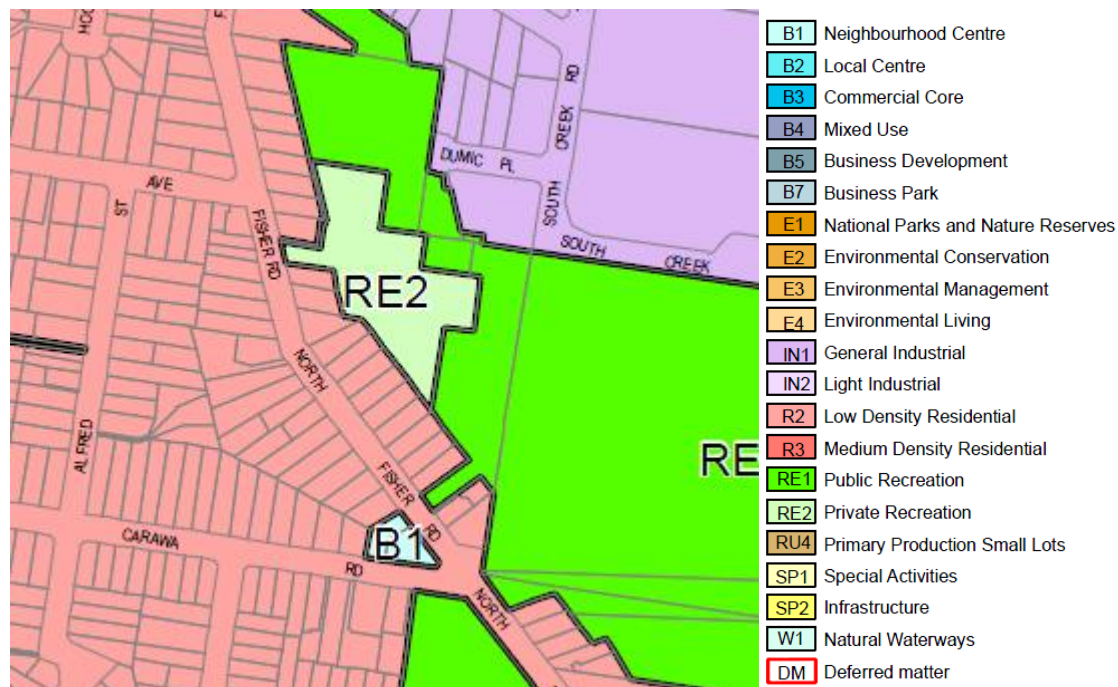 HOO
F
AVE
ST
FISHER RD
DUMIC PL
SOUTH
CREEK
RD
SOUTH
CREEK
RE2
NORTH
ALFRED
FISHER
RD
RE
CARAWA
RD
B1
NORTH
B1 Neighbourhood Centre
B2 Local Centre
B3 Commercial Core
B4 Mixed Use
B5 Business Development
B7 Business Park
E1 National Parks and Nature Reserves
E2 Environmental Conservation
E3 Environmental Management
E4 Environmental Living
IN1 General Industrial
IN2 Light Industrial
R2 Low Density Residential
R3 Medium Density Residential
RE1 Public Recreation
RE2 Private Recreation
RU4 Primary Production Small Lots
SP1 Special Activities
SP2 Infrastructure
W1 Natural Waterways
DM Deferred matter